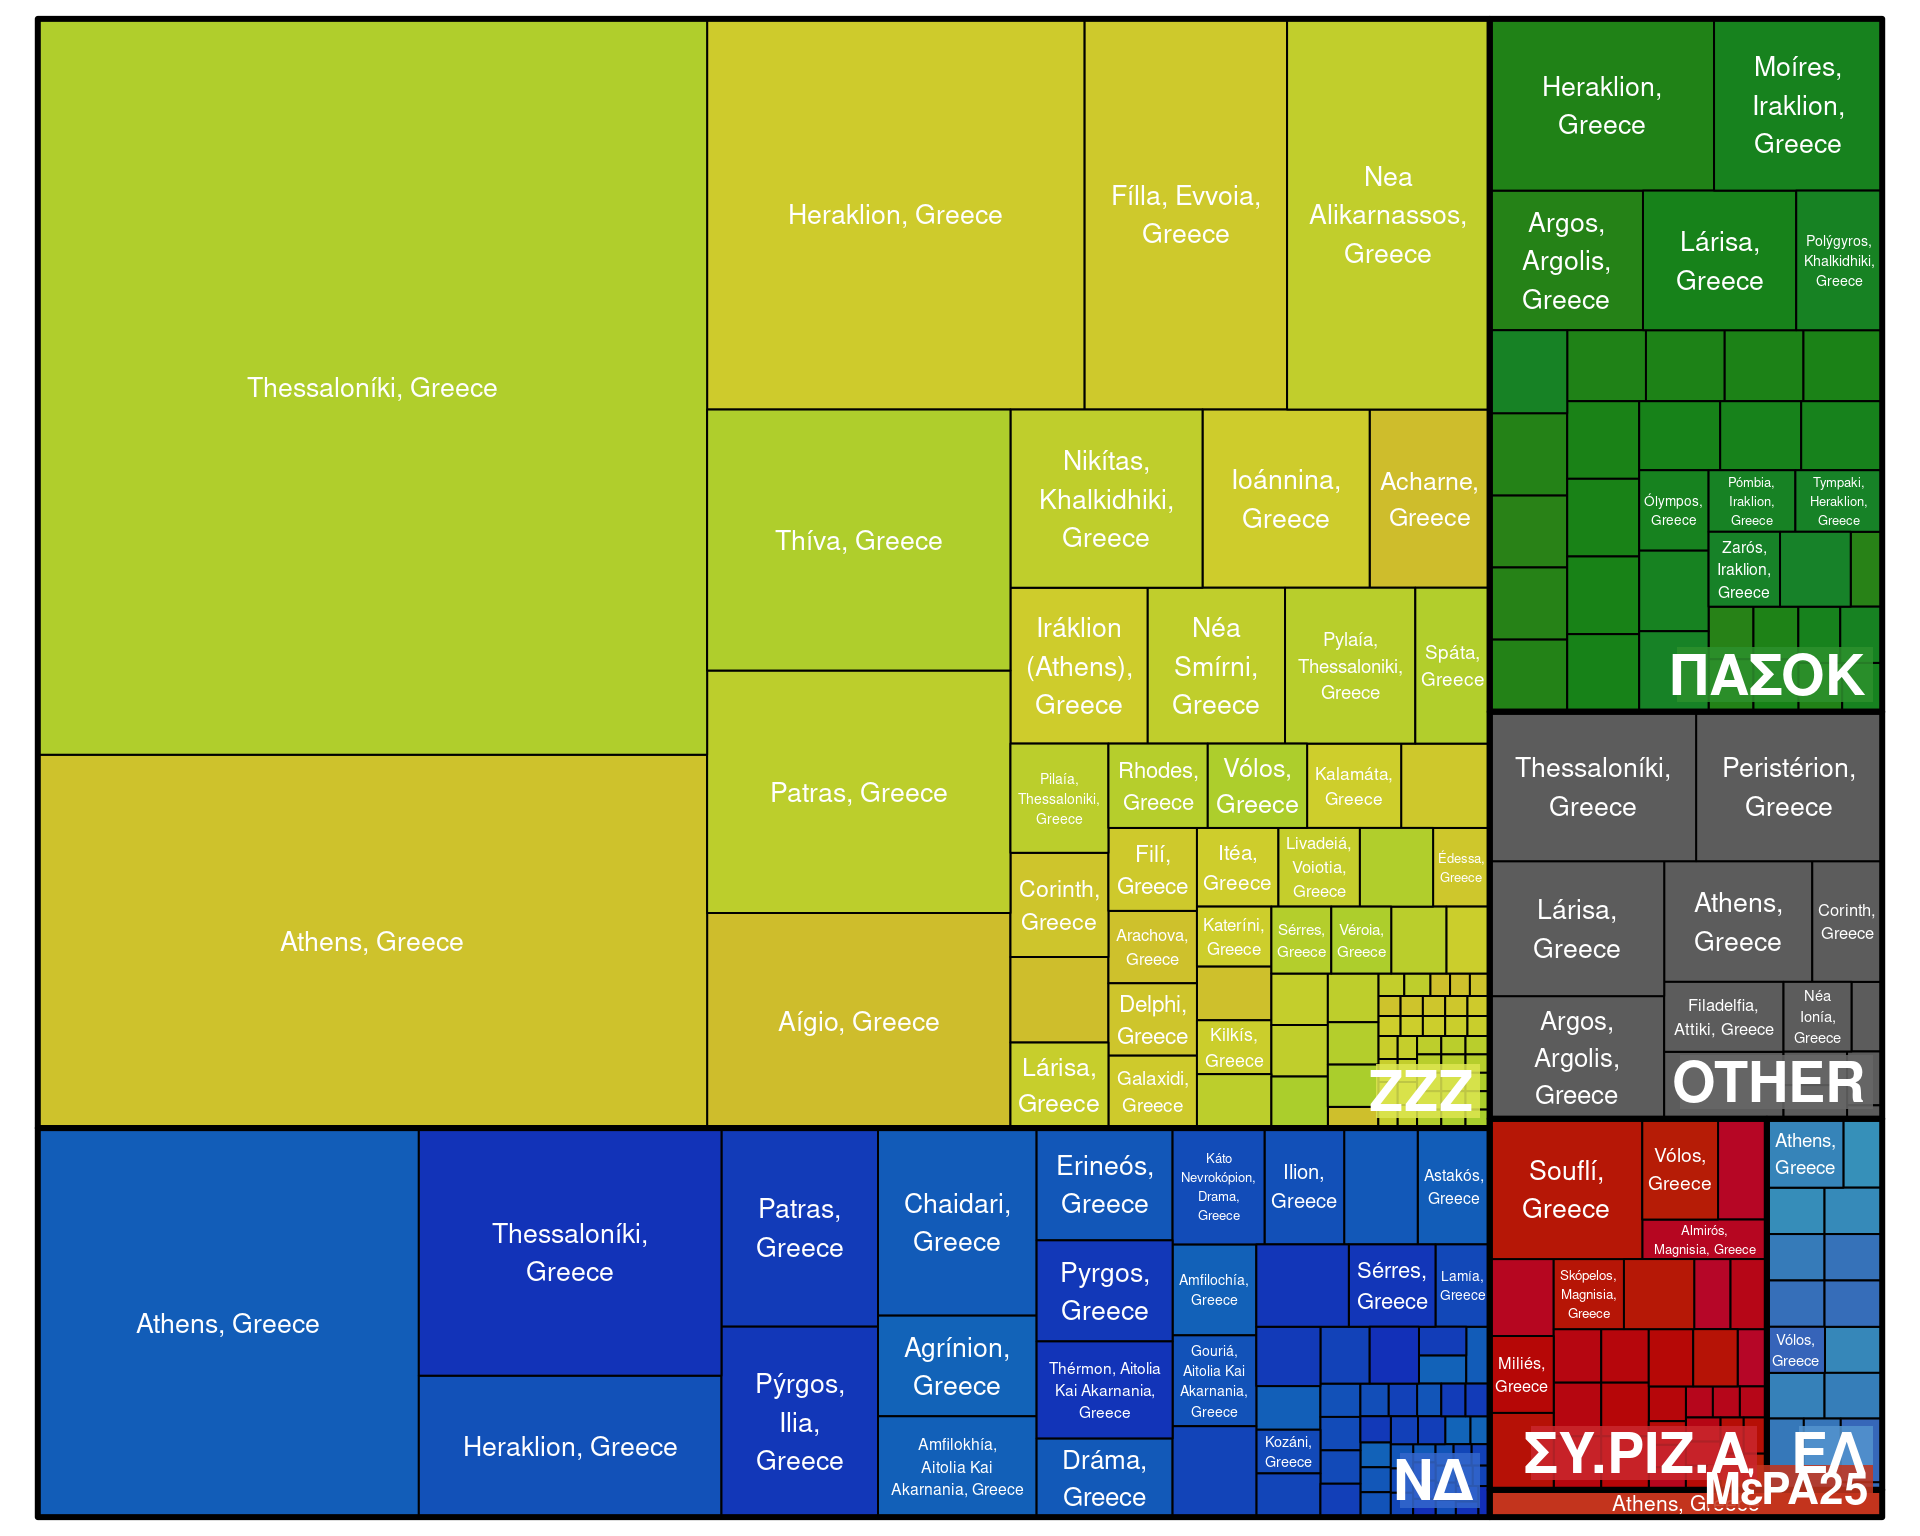 Thessaloníki, Greece
Athens, Greece
Heraklion, Greece
Fílla, Evvoia,
Greece
Nea
Alikarnassos,
Greece
Thíva, Greece
Patras, Greece
Aígio, Greece
Nikítas,
Khalkidhiki,
Greece
Ioánnina,
Greece
Acharne,
Greece
Iráklion
(Athens),
Greece
Néa
Smírni,
Greece
Pylaía,
Thessaloniki,
Greece
Spáta,
Greece
Pilaía,
Thessaloniki,
Greece
Rhodes,
Greece
Vólos,
Greece
Kalamáta,
Greece
Corinth,
Greece
Filí,
Greece
Itéa,
Greece
Livadeiá,
Voiotia,
Greece
Édessa,
Greece
Arachova,
Greece
Kateríni,
Greece
Sérres,
Greece
Véroia,
Greece
Delphi,
Greece
Kilkís,
Greece
Lárisa,
Greece
Galaxidi,
Greece
ZZZ
Heraklion,
Greece
Moíres,
Iraklion,
Greece
Argos,
Argolis,
Greece
Lárisa,
Greece
Polýgyros,
Khalkidhiki,
Greece
Ólympos,
Greece
Pómbia,
Iraklion,
Greece
Tympaki,
Heraklion,
Greece
Zarós,
Iraklion,
Greece
ΠΑΣΟΚ
Thessaloníki,
Greece
Peristérion,
Greece
Lárisa,
Greece
Athens,
Greece
Corinth,
Greece
Argos,
Argolis,
Greece
Filadelfia,
Attiki, Greece
Néa
Ionía,
Greece
OTHER
Athens, Greece
Thessaloníki,
Greece
Heraklion, Greece
Patras,
Greece
Pýrgos,
Ilia,
Greece
Chaidari,
Greece
Agrínion,
Greece
Amfilokhía,
Aitolia Kai
Akarnania, Greece
Erineós,
Greece
Pyrgos,
Greece
Thérmon, Aitolia
Kai Akarnania,
Greece
Dráma,
Greece
Káto
Nevrokópion,
Drama,
Greece
Ilion,
Greece
Astakós,
Greece
Amfilochía,
Greece
Sérres,
Greece
Lamía,
Greece
Gouriá,
Aitolia Kai
Akarnania,
Greece
Kozáni,
Greece
ΝΔ
Souflí,
Greece
Vólos,
Greece
Almirós,
Magnisia, Greece
Skópelos,
Magnisia,
Greece
Miliés,
Greece
ΣΥ.ΡΙΖ.Α.
Athens,
Greece
Vólos,
Greece
ΕΛ
Athens, Greece
ΜέΡΑ25